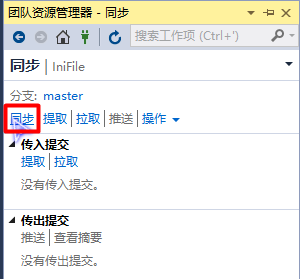 团队资源管理器 - 同步
搜索工作项 (Ctrl+')
同步 | IniFile
分支: master
同步 | 提取 | 拉取 | 推送 | 操作
传入提交
提取 | 拉取
没有传入提交。
传出提交
推送 | 查看摘要
没有传出提交。